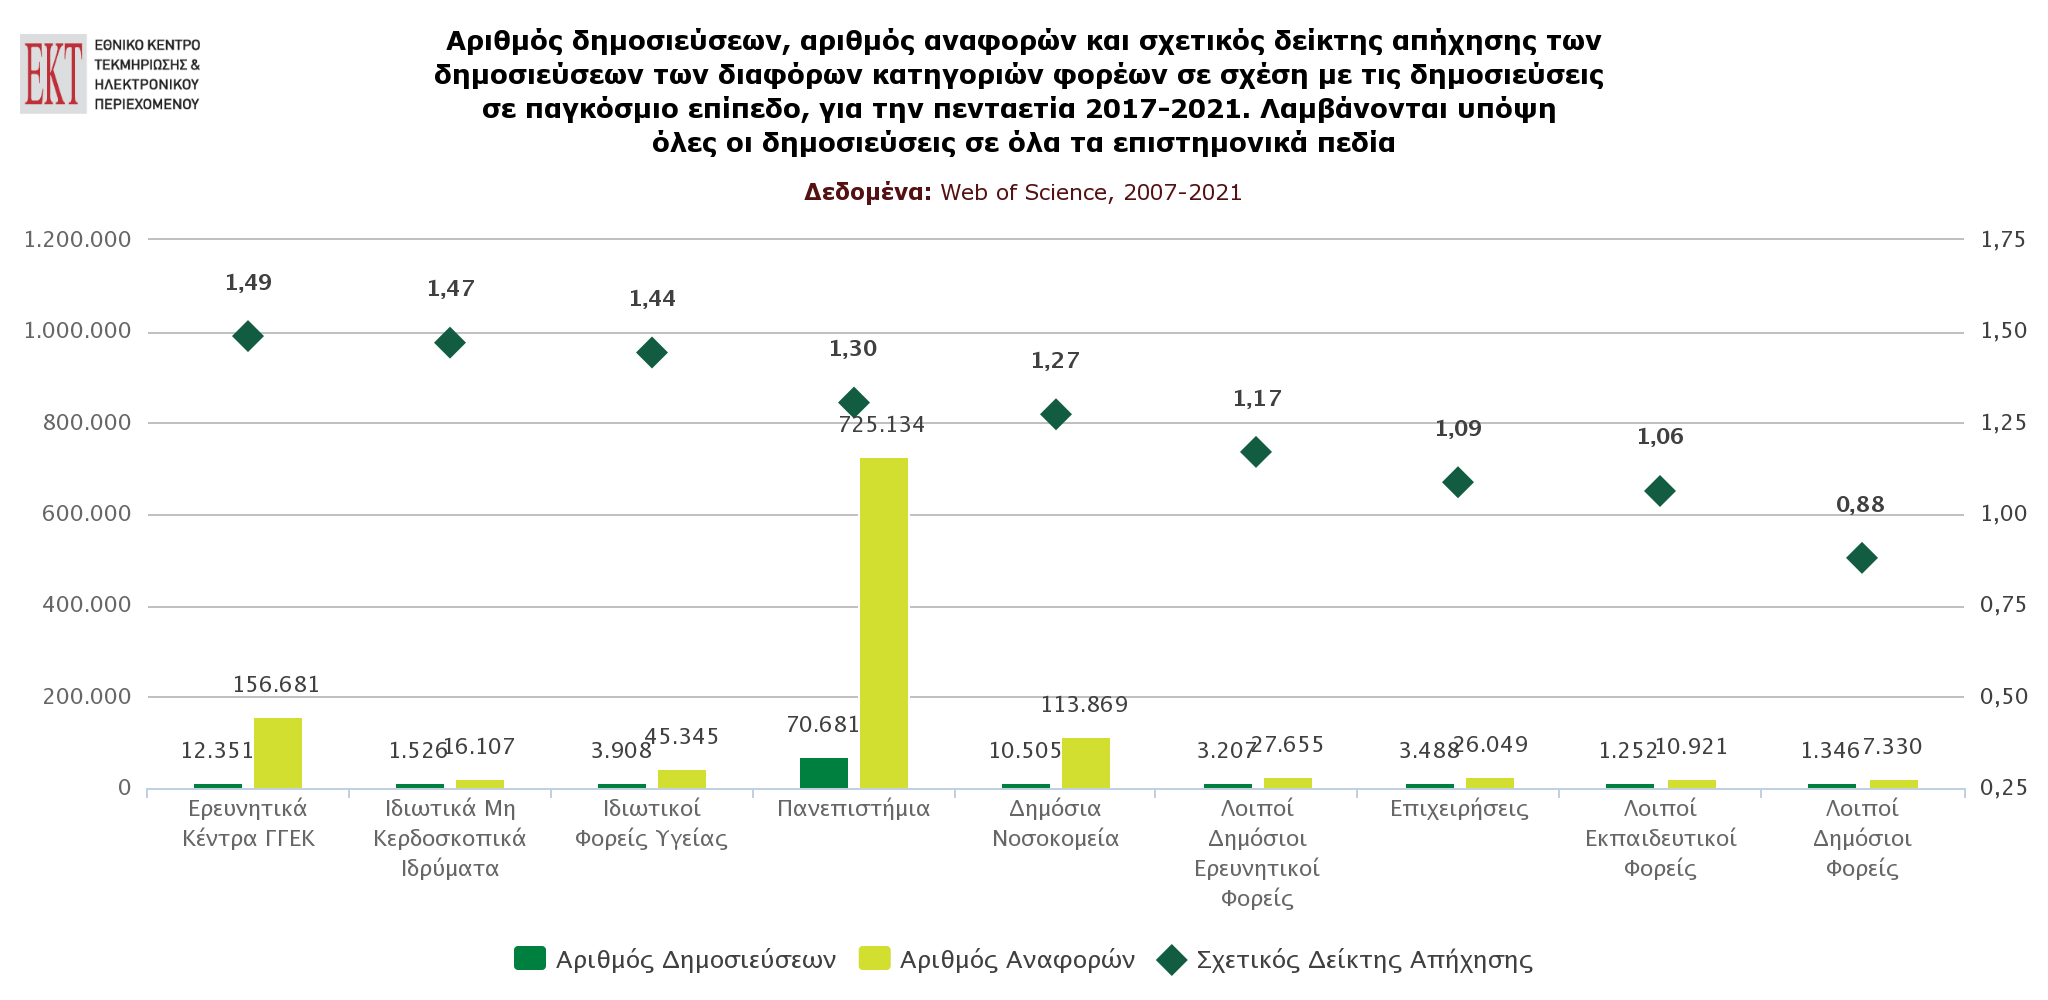 ΕΚΤ
ΕΘΝΙΚΟ ΚΕΝΤΡΟ
ΤΕΚΜΗΡΙΩΣΗΣ &
ΗΛΕΚΤΡΟΝΙΚΟΥ
ΠΕΡΙΕΧΟΜΕΝΟΥ
Αριθμός δημοσιεύσεων, αριθμός αναφορών και σχετικός δείκτης απήχησης των
δημοσιεύσεων των διαφόρων κατηγοριών φορέων σε σχέση με τις δημοσιεύσεις
σε παγκόσμιο επίπεδο, για την πενταετία 2017-2021. Λαμβάνονται υπόψη
όλες οι δημοσιεύσεις σε όλα τα επιστημονικά πεδία
Δεδομένα: Web of Science, 2007-2021
1.200.000
1.000.000
800.000
600.000
400.000
200.000
0
1,75
1,50
1,25
1,00
0,75
0,50
0,25
1,49
1,47
1,44
1,30
1,27
1,17
1,09
1,06
0,88
12.351
156.681
1.526
16.107
3.908
45.345
70.681
725.134
10.505
113.869
3.207
27.655
3.488
26.049
1.252
10.921
1.346
7.330
Ερευνητικά
Κέντρα ΓΓΕΚ
Ιδιωτικά Μη
Κερδοσκοπικά
Ιδρύματα
Ιδιωτικοί
Φορείς Υγείας
Πανεπιστήμια
Δημόσια
Νοσοκομεία
Λοιποί
Δημόσιοι
Ερευνητικοί
Φορείς
Επιχειρήσεις
Λοιποί
Εκπαιδευτικοί
Φορείς
Λοιποί
Δημόσιοι
Φορείς
Αριθμός Δημοσιεύσεων
Αριθμός Αναφορών
Σχετικός Δείκτης Απήχησης